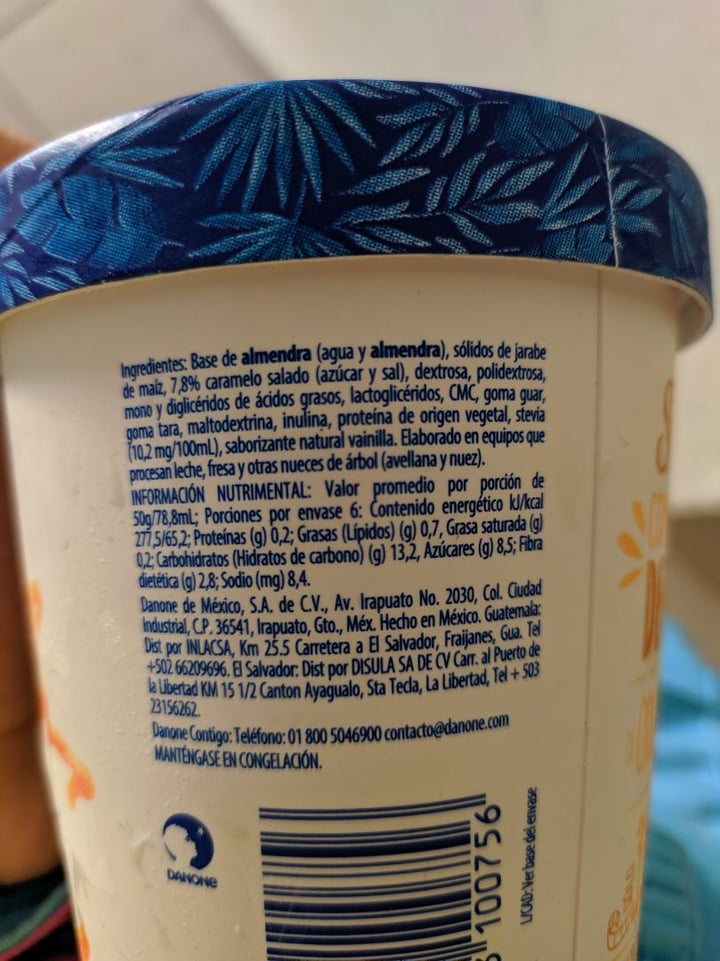 Ingredientes: Base de almendra (agua y almendra), sólidos de jarabe
de maíz, 7,8% caramelo salado (azúcar y sal), dextrosa, polidextrosa,
mono y diglicéridos de ácidos grasos, lactoglicéridos, CMC, goma guar,
goma tara, maltodextrina, inulina, proteína de origen vegetal, stevia
(10,2 mg/100mL), saborizante natural vainilla. Elaborado en equipos que
procesan leche, fresa y otras nueces de árbol (avellana y nuez).
INFORMACIÓN NUTRIMENTAL: Valor promedio por porción de
50g/78,8mL; Porciones por envase 6: Contenido energético kJ/kcal
277,5/65,2; Proteínas (g) 0,2; Grasas (Lípidos) (g) 0,7, Grasa saturada (g)
0,2; Carbohidratos (Hidratos de carbono) (g) 13,2, Azúcares (g) 8,5; Fibra
dietética (g) 2,8; Sodio (mg) 8,4.
Danone de México, S.A. de C.V., Av. Irapuato No. 2030, Col. Ciudad
Industrial, C.P. 36541, Irapuato, Gto., Méx. Hecho en México. Guatemala:
Dist por INLACSA, Km 25.5 Carretera a El Salvador, Fraijanes, Gua. Tel
+502 66209696. El Salvador: Dist por DISULA SA DE CV Carr. al Puerto de
la Libertad KM 15 1/2 Canton Ayagualo, Sta Tecla, La Libertad, Tel + 503
23156262.
Danone Contigo: Teléfono: 01 800 5046900 contacto@danone.com
MANTÉNGASE EN CONGELACIÓN.
DANONE
100756
L/CAD: Ver base del envase